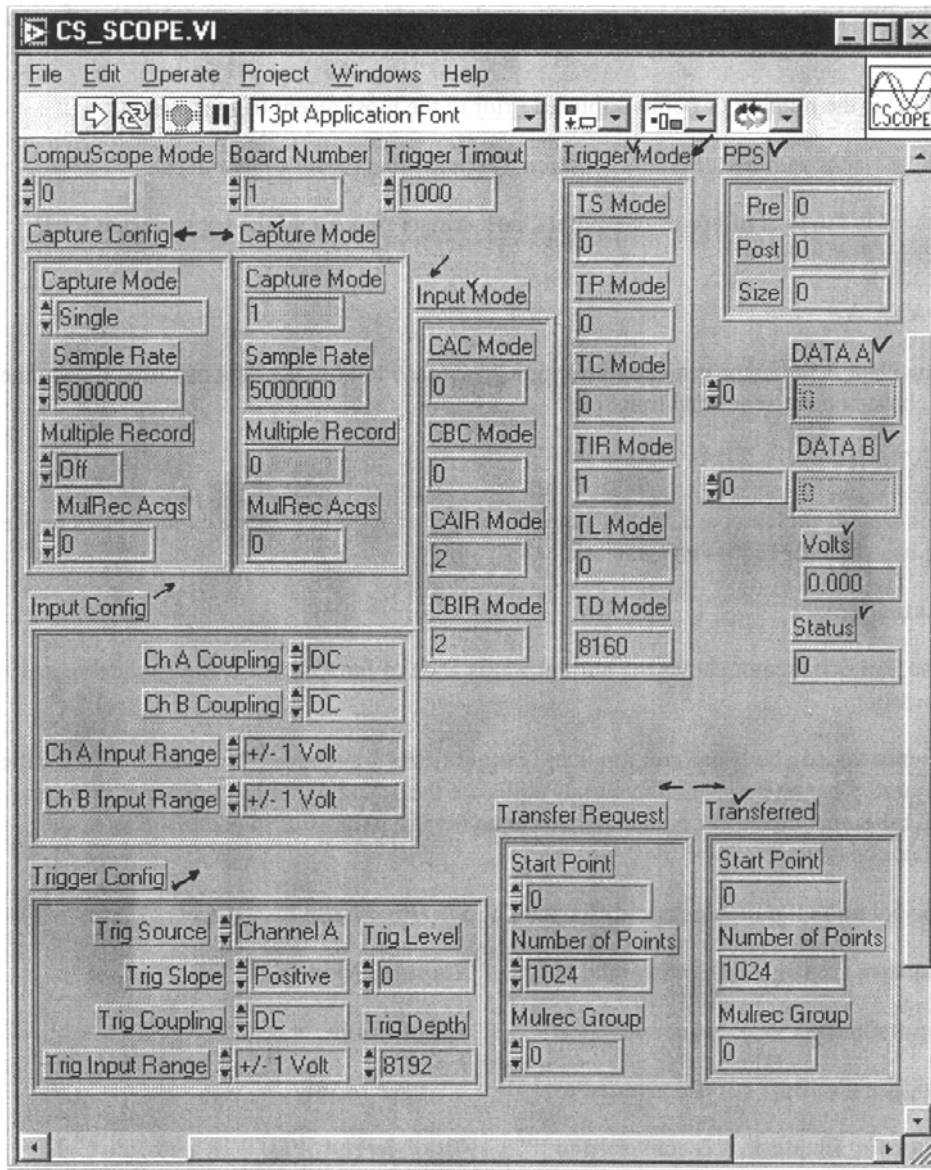 CS_SCOPE.VI
File Edit Operate Project Windows Help
13pt Application Font
CSCOPE
CompuScope Mode
0
Board Number
1
Trigger Timout
1000
Capture Config
Capture Mode
Single
Sample Rate
5000000
Multiple Record
Off
MulRec Acqs
0
Capture Mode
Capture Mode
1
Sample Rate
5000000
Multiple Record
0
MulRec Acqs
0
Input Mode
CAC Mode
0
CBC Mode
0
CAIR Mode
2
CBIR Mode
2
Trigger Mode
TS Mode
0
TP Mode
0
TC Mode
0
TIR Mode
1
TL Mode
0
TD Mode
8160
PPS
Pre 0
Post 0
Size 0
DATA A
0 0
DATA B
0 0
Volts
0.000
Status
0
Input Config
Ch A Coupling DC
Ch B Coupling DC
Ch A Input Range +/- 1 Volt
Ch B Input Range +/- 1 Volt
Trigger Config
Trig Source Channel A
Trig Slope Positive
Trig Coupling DC
Trig Input Range +/- 1 Volt
Trig Level
0
Trig Depth
8192
Transfer Request
Start Point
0
Number of Points
1024
Mulrec Group
0
Transferred
Start Point
0
Number of Points
1024
Mulrec Group
0